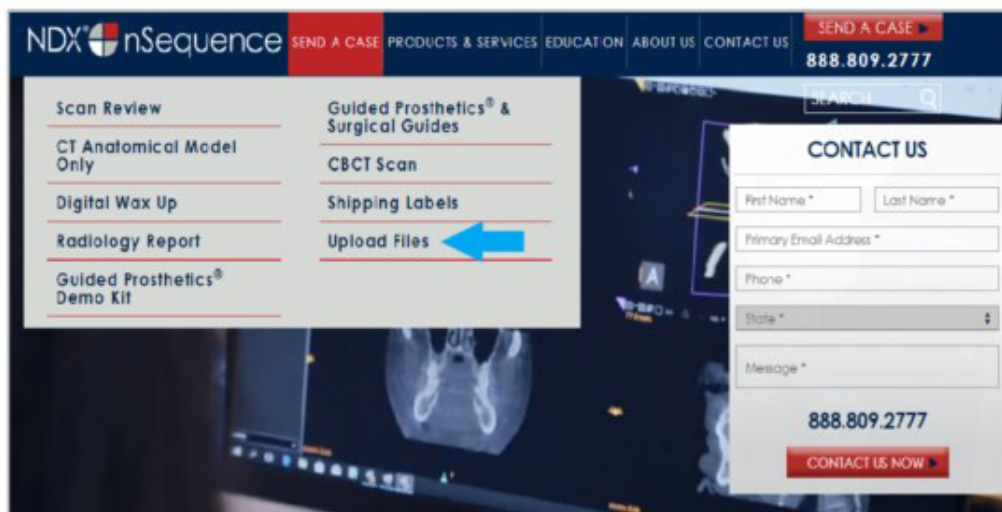 NDX nSequence
SEND A CASE
PRODUCTS & SERVICES
EDUCATION
ABOUT US
CONTACT US
SEND A CASE
888.809.2777
SEARCH
Scan Review
CT Anatomical Model
Only
Digital Wax Up
Radiology Report
Guided Prosthetics®
Demo Kit
Guided Prosthetics® &
Surgical Guides
CBCT Scan
Shipping Labels
Upload Files
A
CONTACT US
First Name *
Last Name *
Primary Email Address *
Phone *
State *
Message *
888.809.2777
CONTACT US NOW